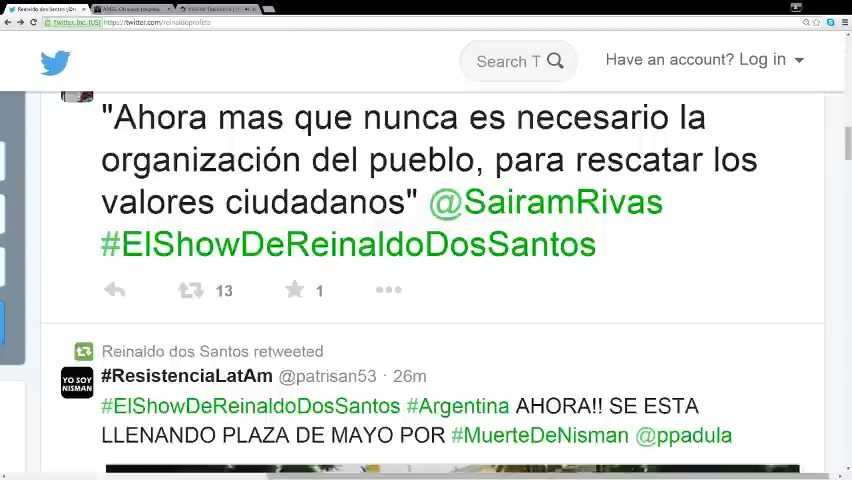 Reinaldo dos Santos
Twitter, Inc. [US] https://twitter.com/reinaldoprofeta
Search T
Have an account? Log in
"Ahora mas que nunca es necesario la
organización del pueblo, para rescatar los
valores ciudadanos" @SairamRivas
#ElShowDeReinaldoDosSantos
13 1
Reinaldo dos Santos retweeted
YO SOY
NISMAN
#ResistenciaLatAm @patrisan53 · 26m
#ElShowDeReinaldoDosSantos #Argentina AHORA!! SE ESTA
LLENANDO PLAZA DE MAYO POR #MuerteDeNisman @ppadula